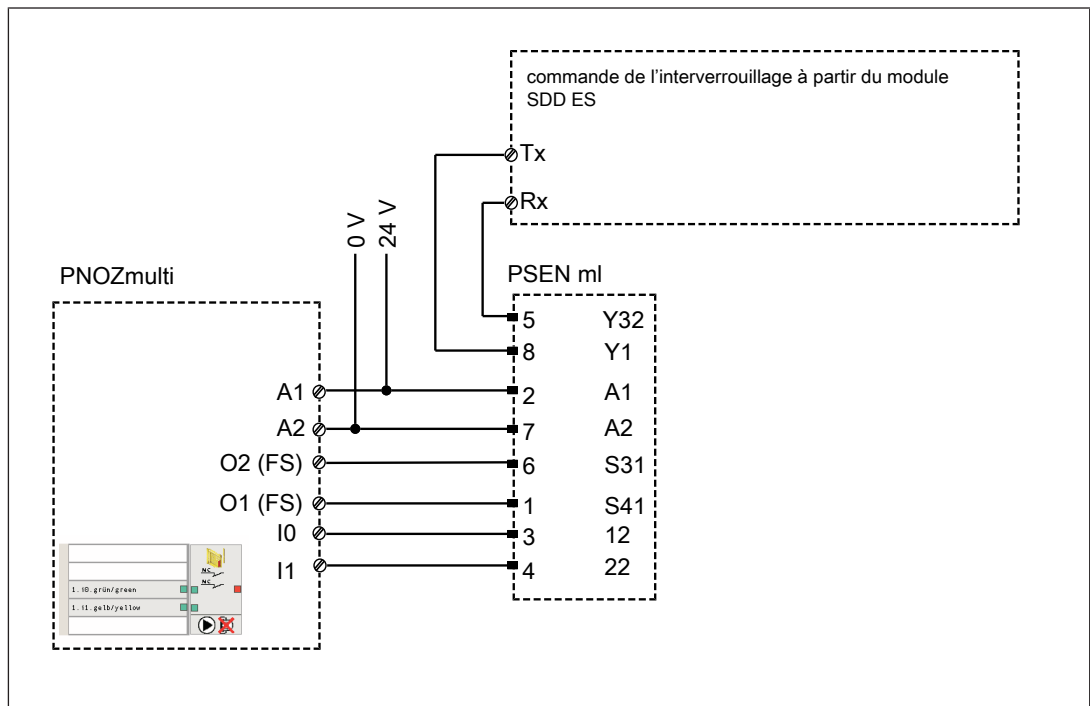 commande de l'interverrouillage à partir du module
SDD ES
Tx
Rx
0 V
24 V
PNOZmulti
PSEN ml
5 Y32
8 Y1
A1 2 A1
A2 7 A2
O2 (FS) 6 S31
O1 (FS) 1 S41
I0 3 12
I1 4 22
NC
NC
1. i0.grün/green
1. i1.gelb/yellow